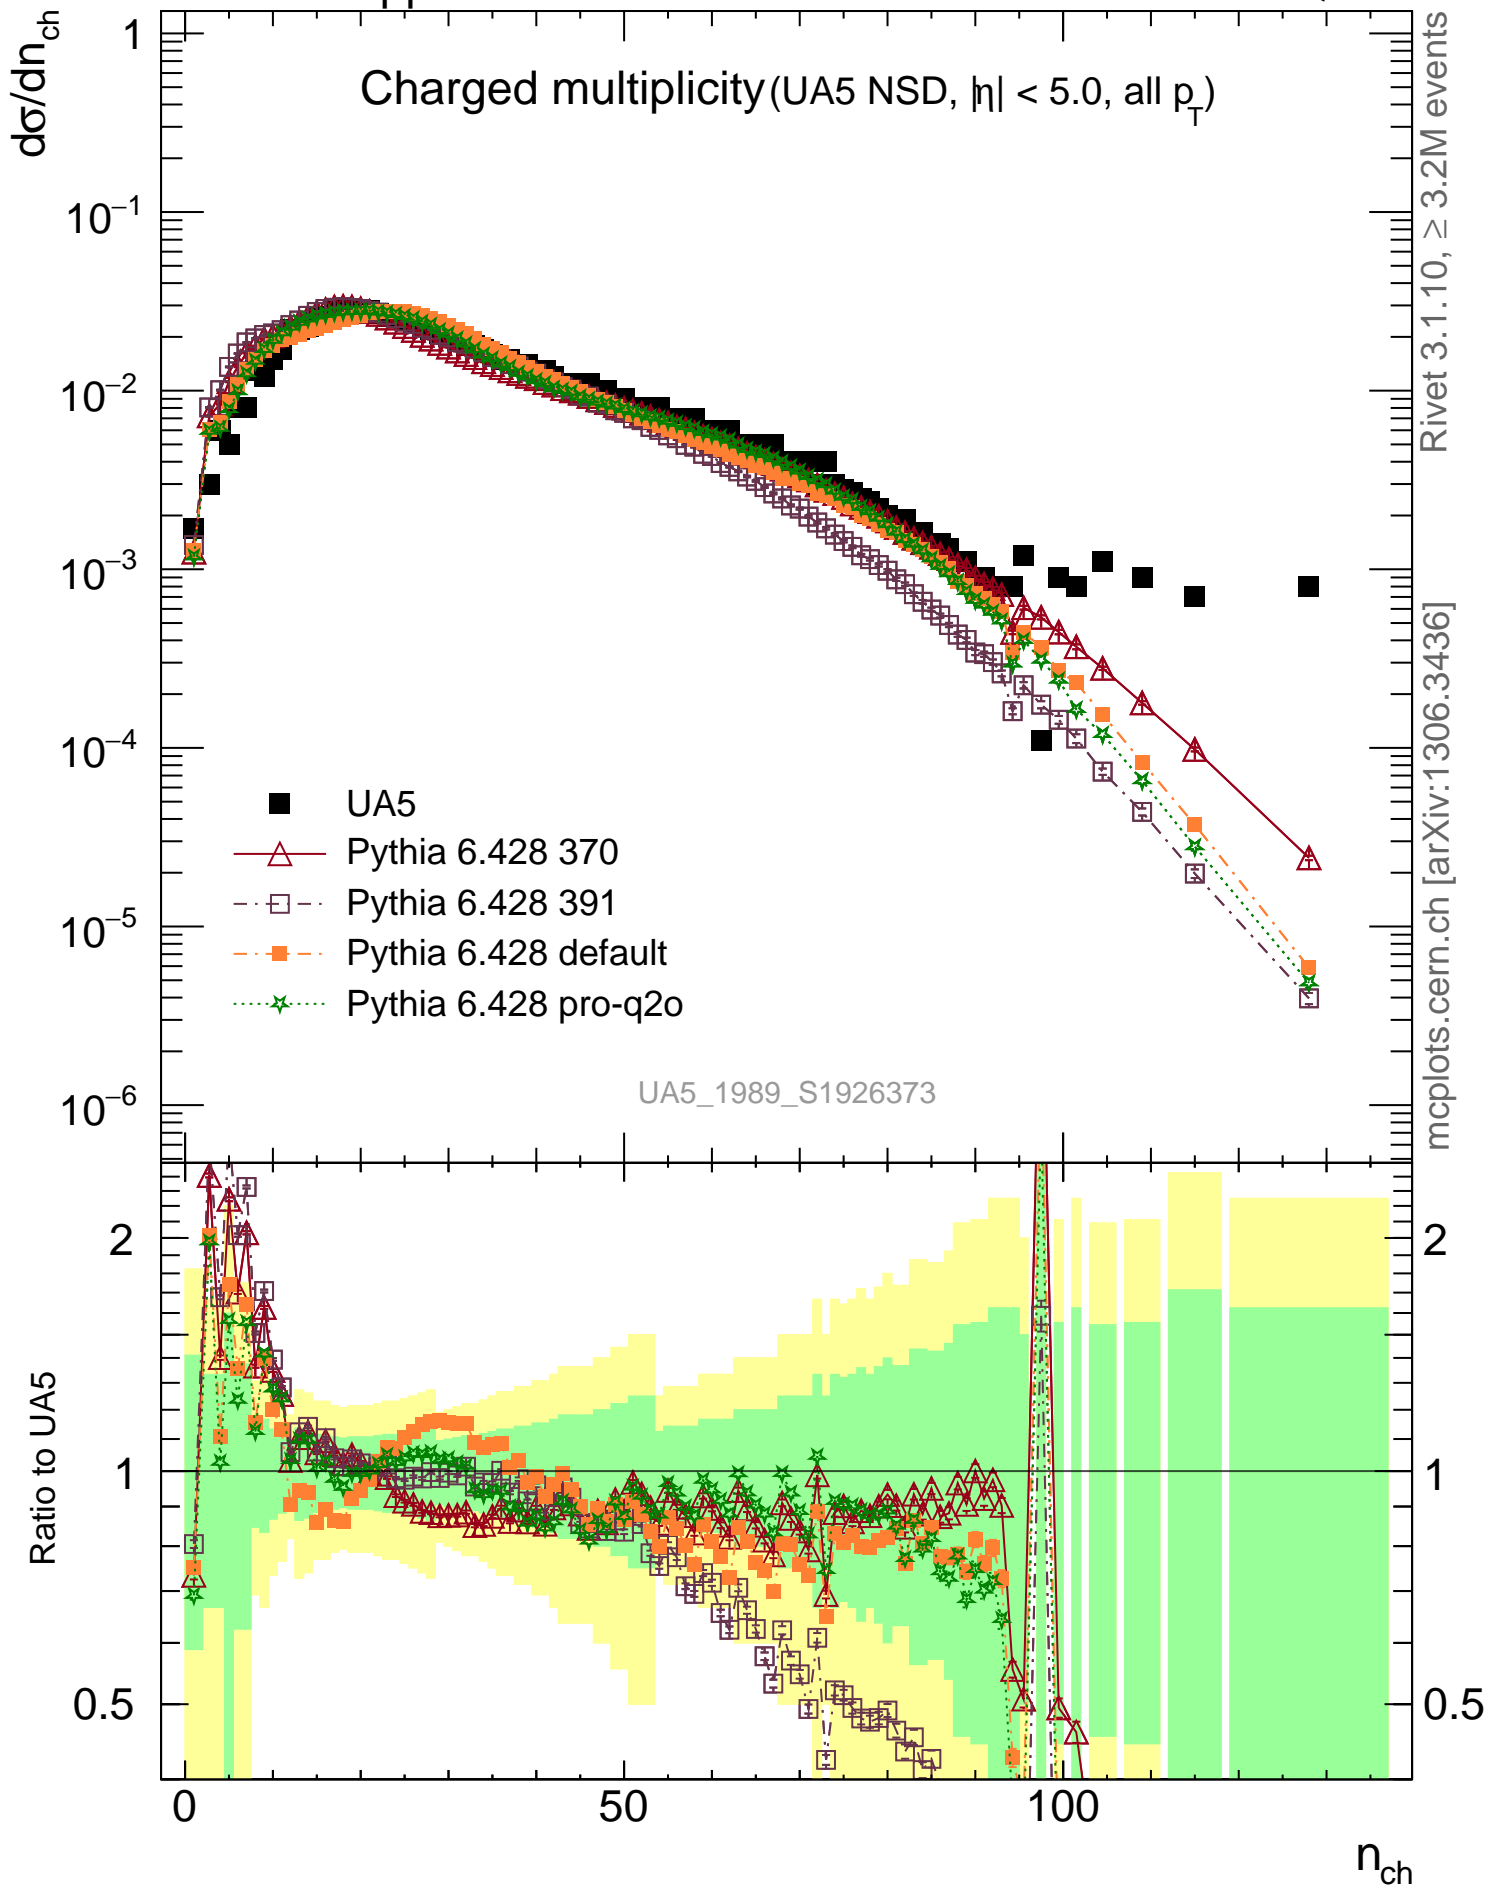 dσ/dn_ch
Charged multiplicity (UA5 NSD, |η| < 5.0, all p_T)
1
10⁻¹
10⁻²
10⁻³
10⁻⁴
10⁻⁵
10⁻⁶
UA5
Pythia 6.428 370
Pythia 6.428 391
Pythia 6.428 default
Pythia 6.428 pro-q2o
UA5_1989_S1926373
Rivet 3.1.10, ≥ 3.2M events
mcplots.cern.ch [arXiv:1306.3436]
Ratio to UA5
2
1
0.5
2
1
0.5
0
50
100
n_ch